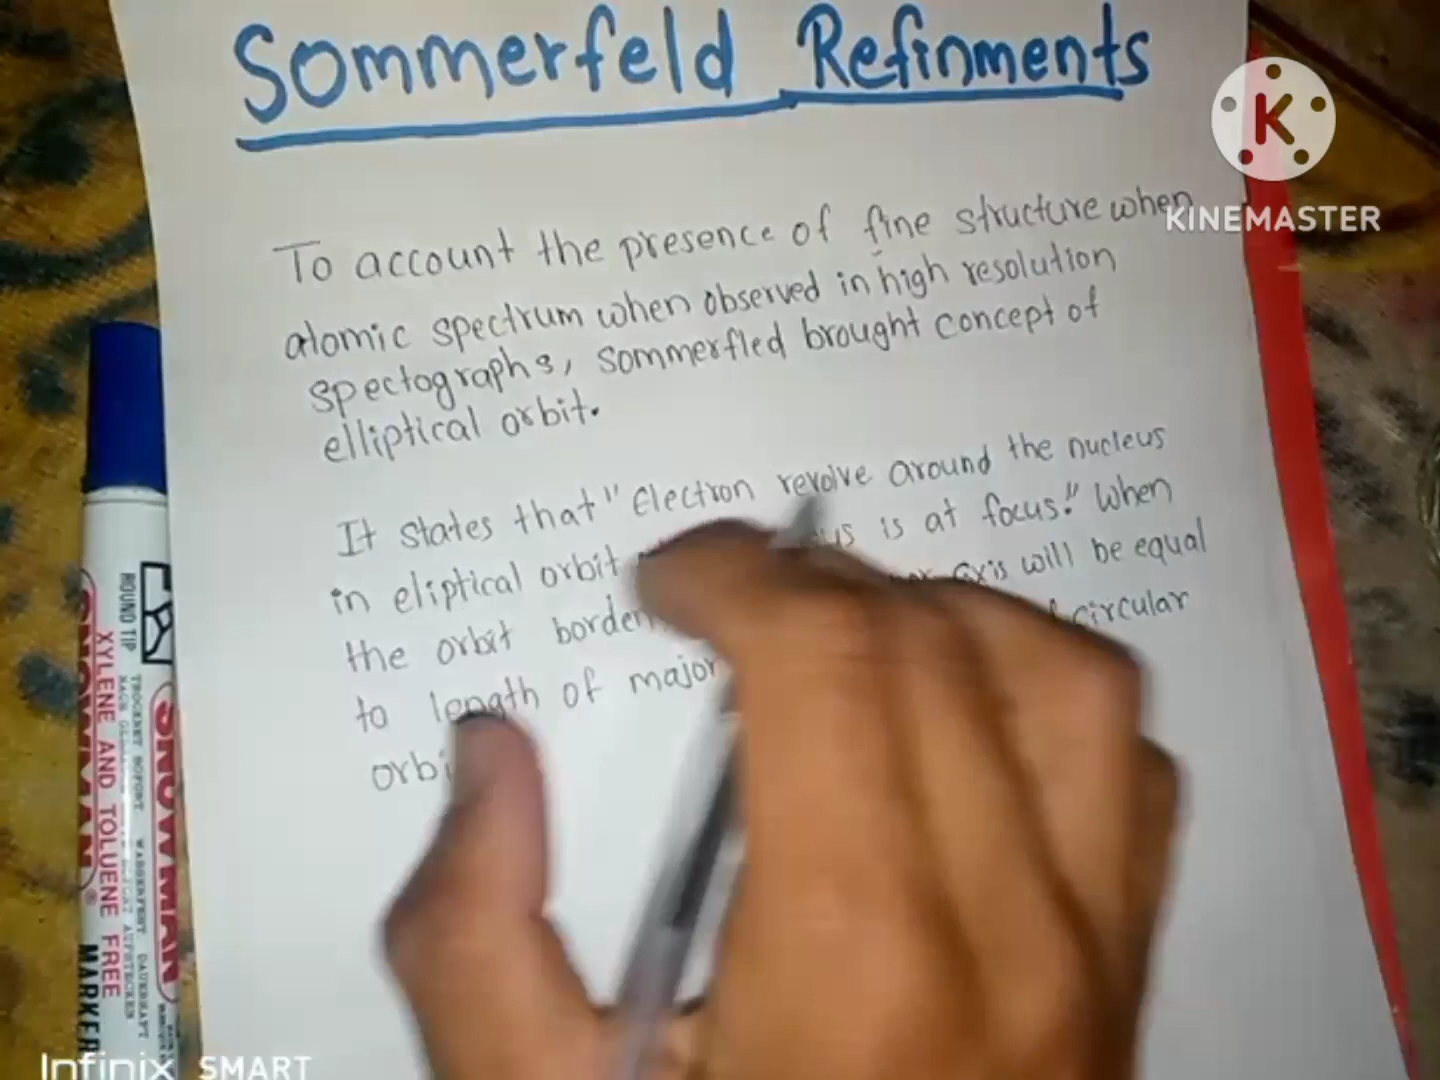 Sommerfeld Refinments
KINEMASTER
To account the presence of fine structure when
atomic spectrum when observed in high resolution
spectographs, sommerfled brought concept of
elliptical orbit.
It states that "Electron revolve around the nucleus
in eliptical orbit is at focus." When
the orbit axis will be equal
to length of major circular
ROUND TIP
XYLENE AND TOLUENE FREE
SNOWMAN
SNOWMAN
MARKER
Infinix SMART